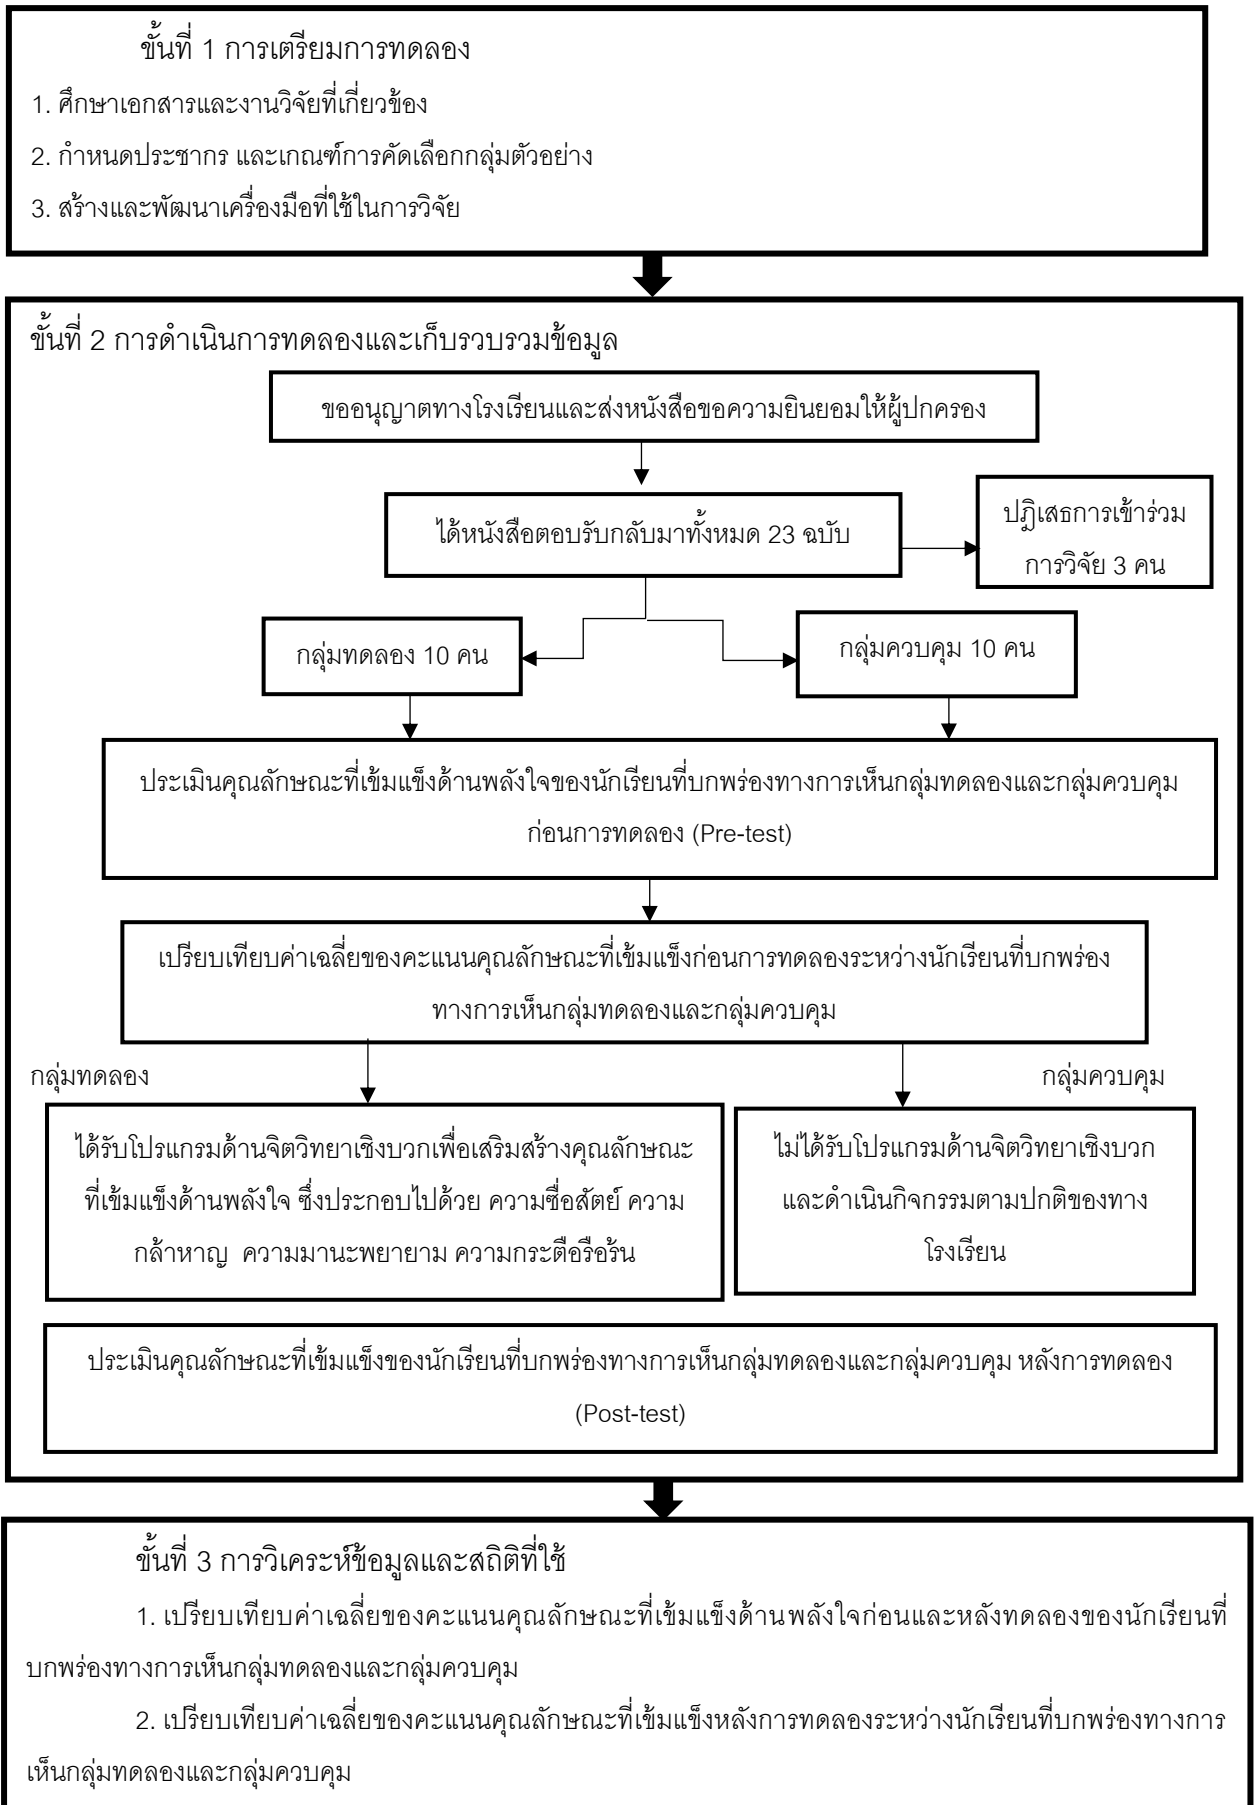 ขั้นที่ 1 การเตรียมการทดลอง
1. ศึกษาเอกสารและงานวิจัยที่เกี่ยวข้อง
2. กำหนดประชากร และเกณฑ์การคัดเลือกกลุ่มตัวอย่าง
3. สร้างและพัฒนาเครื่องมือที่ใช้ในการวิจัย
ขั้นที่ 2 การดำเนินการทดลองและเก็บรวบรวมข้อมูล
ขออนุญาตทางโรงเรียนและส่งหนังสือขอความยินยอมให้ผู้ปกครอง
ได้หนังสือตอบรับกลับมาทั้งหมด 23 ฉบับ
ปฏิเสธการเข้าร่วม
การวิจัย 3 คน
กลุ่มทดลอง 10 คน
กลุ่มควบคุม 10 คน
ประเมินคุณลักษณะที่เข้มแข็งด้านพลังใจของนักเรียนที่บกพร่องทางการเห็นกลุ่มทดลองและกลุ่มควบคุม
ก่อนการทดลอง (Pre-test)
เปรียบเทียบค่าเฉลี่ยของคะแนนคุณลักษณะที่เข้มแข็งก่อนการทดลองระหว่างนักเรียนที่บกพร่อง
ทางการเห็นกลุ่มทดลองและกลุ่มควบคุม
กลุ่มทดลอง
กลุ่มควบคุม
ได้รับโปรแกรมด้านจิตวิทยาเชิงบวกเพื่อเสริมสร้างคุณลักษณะ
ที่เข้มแข็งด้านพลังใจ ซึ่งประกอบไปด้วย ความซื่อสัตย์ ความ
กล้าหาญ ความมานะพยายาม ความกระตือรือร้น
ไม่ได้รับโปรแกรมด้านจิตวิทยาเชิงบวก
และดำเนินกิจกรรมตามปกติของทาง
โรงเรียน
ประเมินคุณลักษณะที่เข้มแข็งของนักเรียนที่บกพร่องทางการเห็นกลุ่มทดลองและกลุ่มควบคุม หลังการทดลอง
(Post-test)
ขั้นที่ 3 การวิเคระห์ข้อมูลและสถิติที่ใช้
1. เปรียบเทียบค่าเฉลี่ยของคะแนนคุณลักษณะที่เข้มแข็งด้านพลังใจก่อนและหลังทดลองของนักเรียนที่
บกพร่องทางการเห็นกลุ่มทดลองและกลุ่มควบคุม
2. เปรียบเทียบค่าเฉลี่ยของคะแนนคุณลักษณะที่เข้มแข็งหลังการทดลองระหว่างนักเรียนที่บกพร่องทางการ
เห็นกลุ่มทดลองและกลุ่มควบคุม